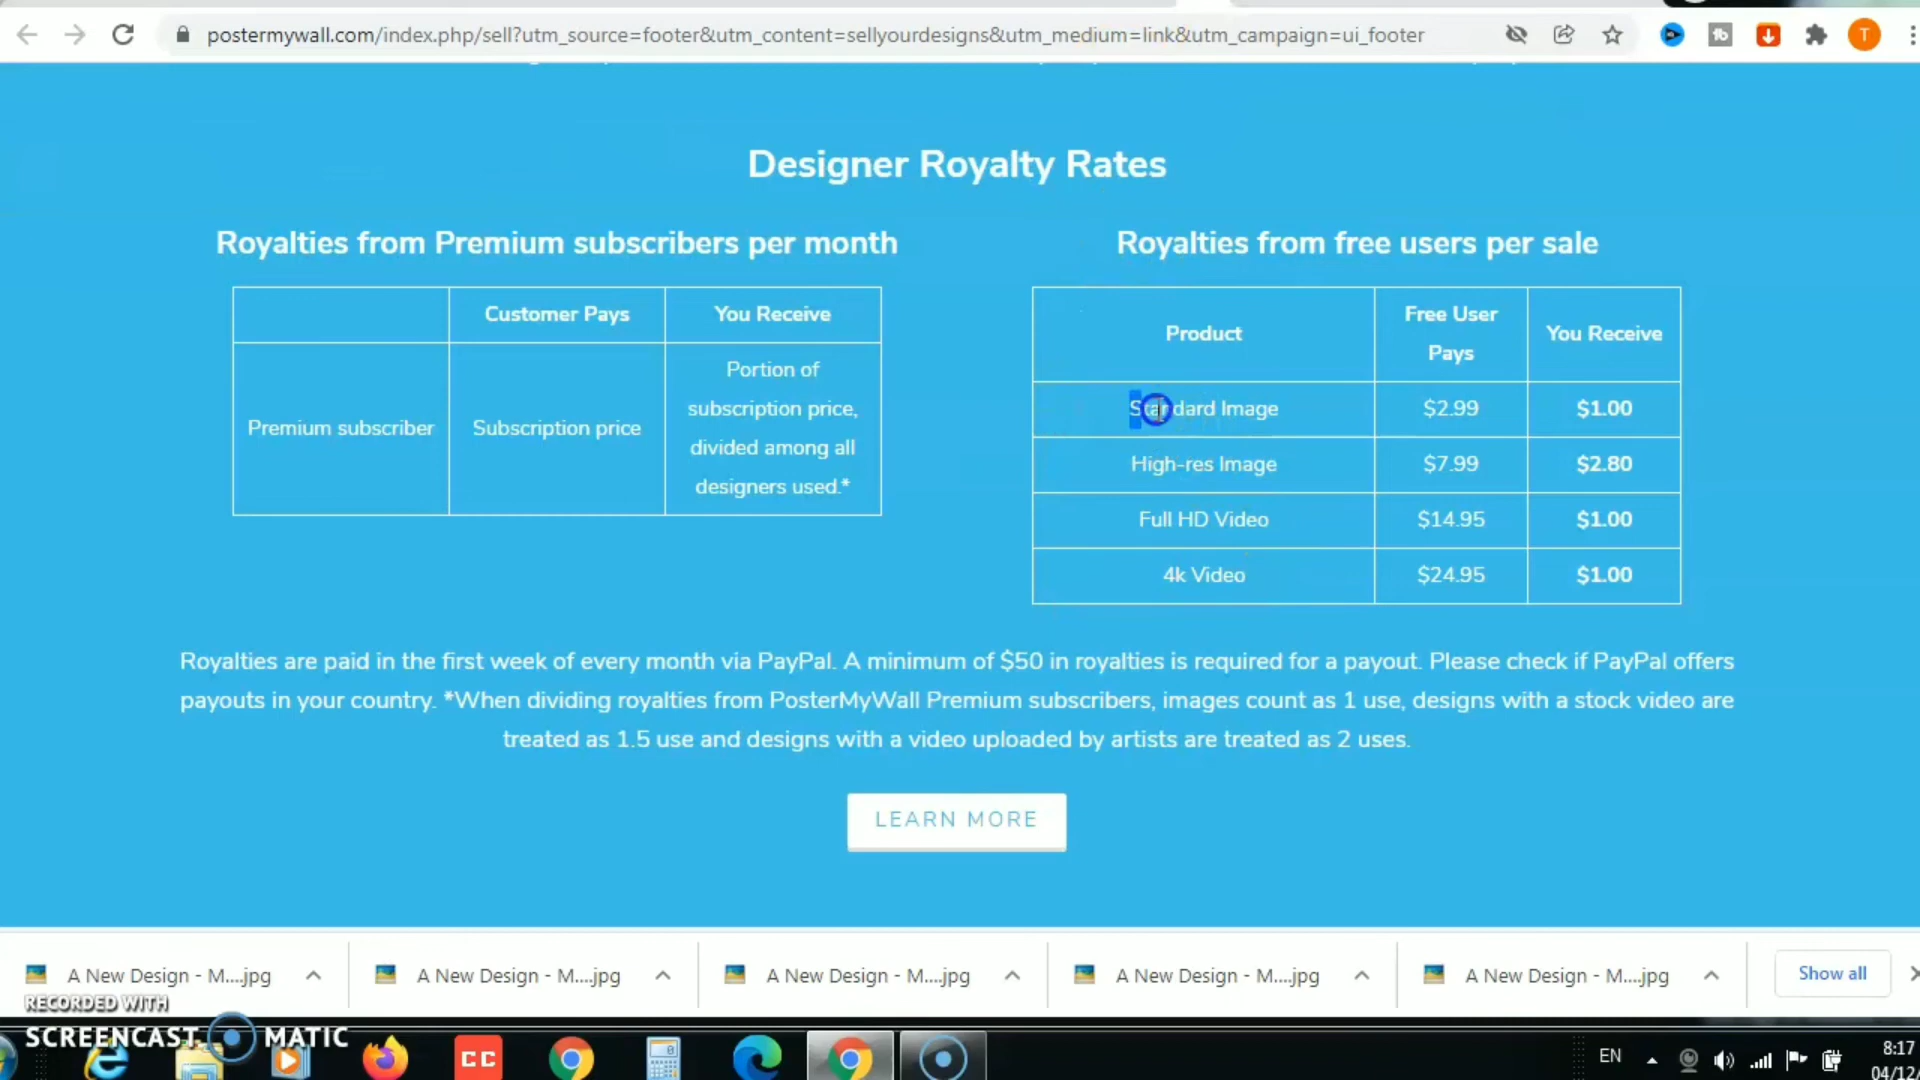 postermywall.com/index.php/sell?utm_source=footer&utm_content=sellyourdesigns&utm_medium=link&utm_campaign=ui_footer
T
Designer Royalty Rates
Royalties from Premium subscribers per month
Customer Pays
You Receive
Premium subscriber
Subscription price
Portion of
subscription price,
divided among all
designers used.*
Royalties from free users per sale
Product
Free User
Pays
You Receive
Standard Image $2.99 $1.00
High-res Image $7.99 $2.80
Full HD Video $14.95 $1.00
4k Video $24.95 $1.00
Royalties are paid in the first week of every month via PayPal. A minimum of $50 in royalties is required for a payout. Please check if PayPal offers
payouts in your country. *When dividing royalties from PosterMyWall Premium subscribers, images count as 1 use, designs with a stock video are
treated as 1.5 use and designs with a video uploaded by artists are treated as 2 uses.
LEARN MORE
A New Design - M....jpg A New Design - M....jpg A New Design - M....jpg A New Design - M....jpg A New Design - M....jpg Show all
RECORDED WITH
SCREENCAST MATIC
CC
EN
8:17
04/12/